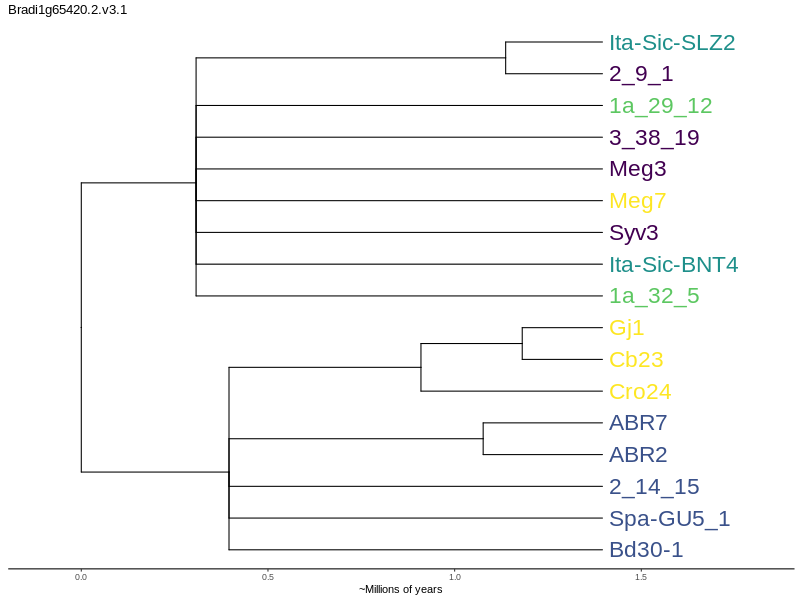 Bradi1g65420.2.v3.1
Ita-Sic-SLZ2
2_9_1
1a_29_12
3_38_19
Meg3
Meg7
Syv3
Ita-Sic-BNT4
1a_32_5
Gj1
Cb23
Cro24
ABR7
ABR2
2_14_15
Spa-GU5_1
Bd30-1
0.0 0.5 1.0 1.5
~Millions of years